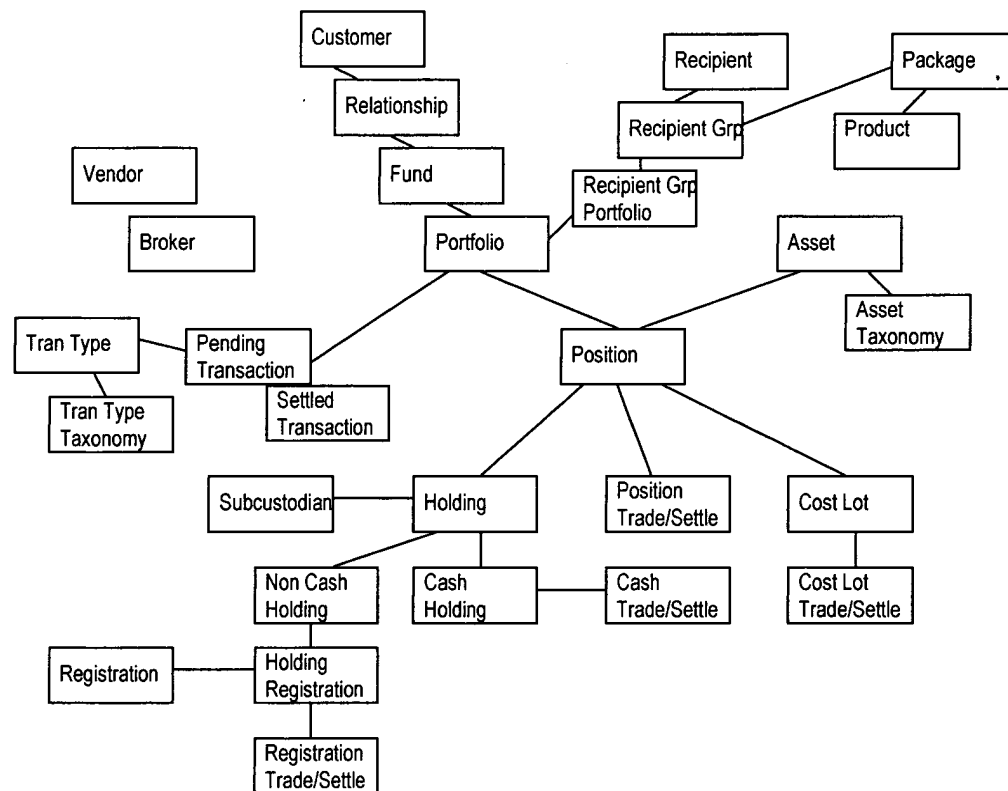 Customer
Recipient
Package
Relationship
Recipient Grp
Product
Vendor
Fund
Recipient Grp
Portfolio
Broker
Portfolio
Asset
Asset
Taxonomy
Tran Type
Pending
Transaction
Position
Tran Type
Taxonomy
Settled
Transaction
Subcustodian
Holding
Position
Trade/Settle
Cost Lot
Non Cash
Holding
Cash
Holding
Cash
Trade/Settle
Cost Lot
Trade/Settle
Registration
Holding
Registration
Registration
Trade/Settle